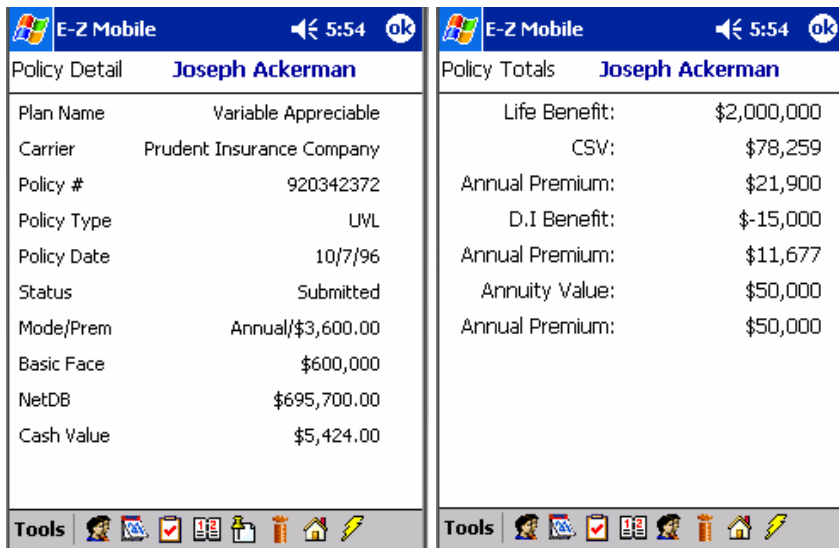 E-Z Mobile 5:54 ok
Policy Detail Joseph Ackerman
Plan Name Variable Appreciable
Carrier Prudent Insurance Company
Policy # 920342372
Policy Type UVL
Policy Date 10/7/96
Status Submitted
Mode/Prem Annual/$3,600.00
Basic Face $600,000
NetDB $695,700.00
Cash Value $5,424.00
Tools
E-Z Mobile 5:54 ok
Policy Totals Joseph Ackerman
Life Benefit: $2,000,000
CSV: $78,259
Annual Premium: $21,900
D.I Benefit: $-15,000
Annual Premium: $11,677
Annuity Value: $50,000
Annual Premium: $50,000
Tools